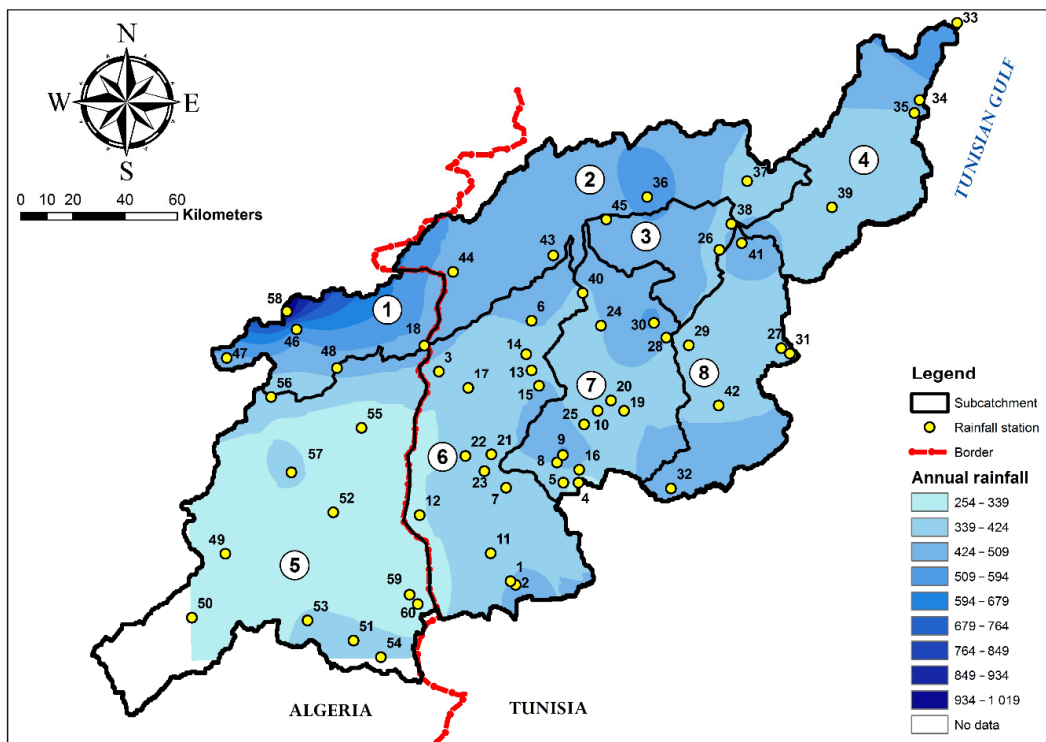 N
W E
S
0 10 20 30 40 60
Kilometers
TUNISIAN GULF
33
34
35
4
2
36
37
39
45
3
38
26
41
43
44
40
58
1
6
24
30
46
18
28
29
27
31
47
48
3
14
13
8
56
17
15
7
20
19
42
55
25
10
22
21
9
6
57
23
8
16
5
4
32
7
52
12
49
11
5
1
2
59
60
50
53
51
54
ALGERIA
TUNISIA
Legend
Subcatchment
Rainfall station
Border
Annual rainfall
254 – 339
339 – 424
424 – 509
509 – 594
594 – 679
679 – 764
764 – 849
849 – 934
934 – 1 019
No data